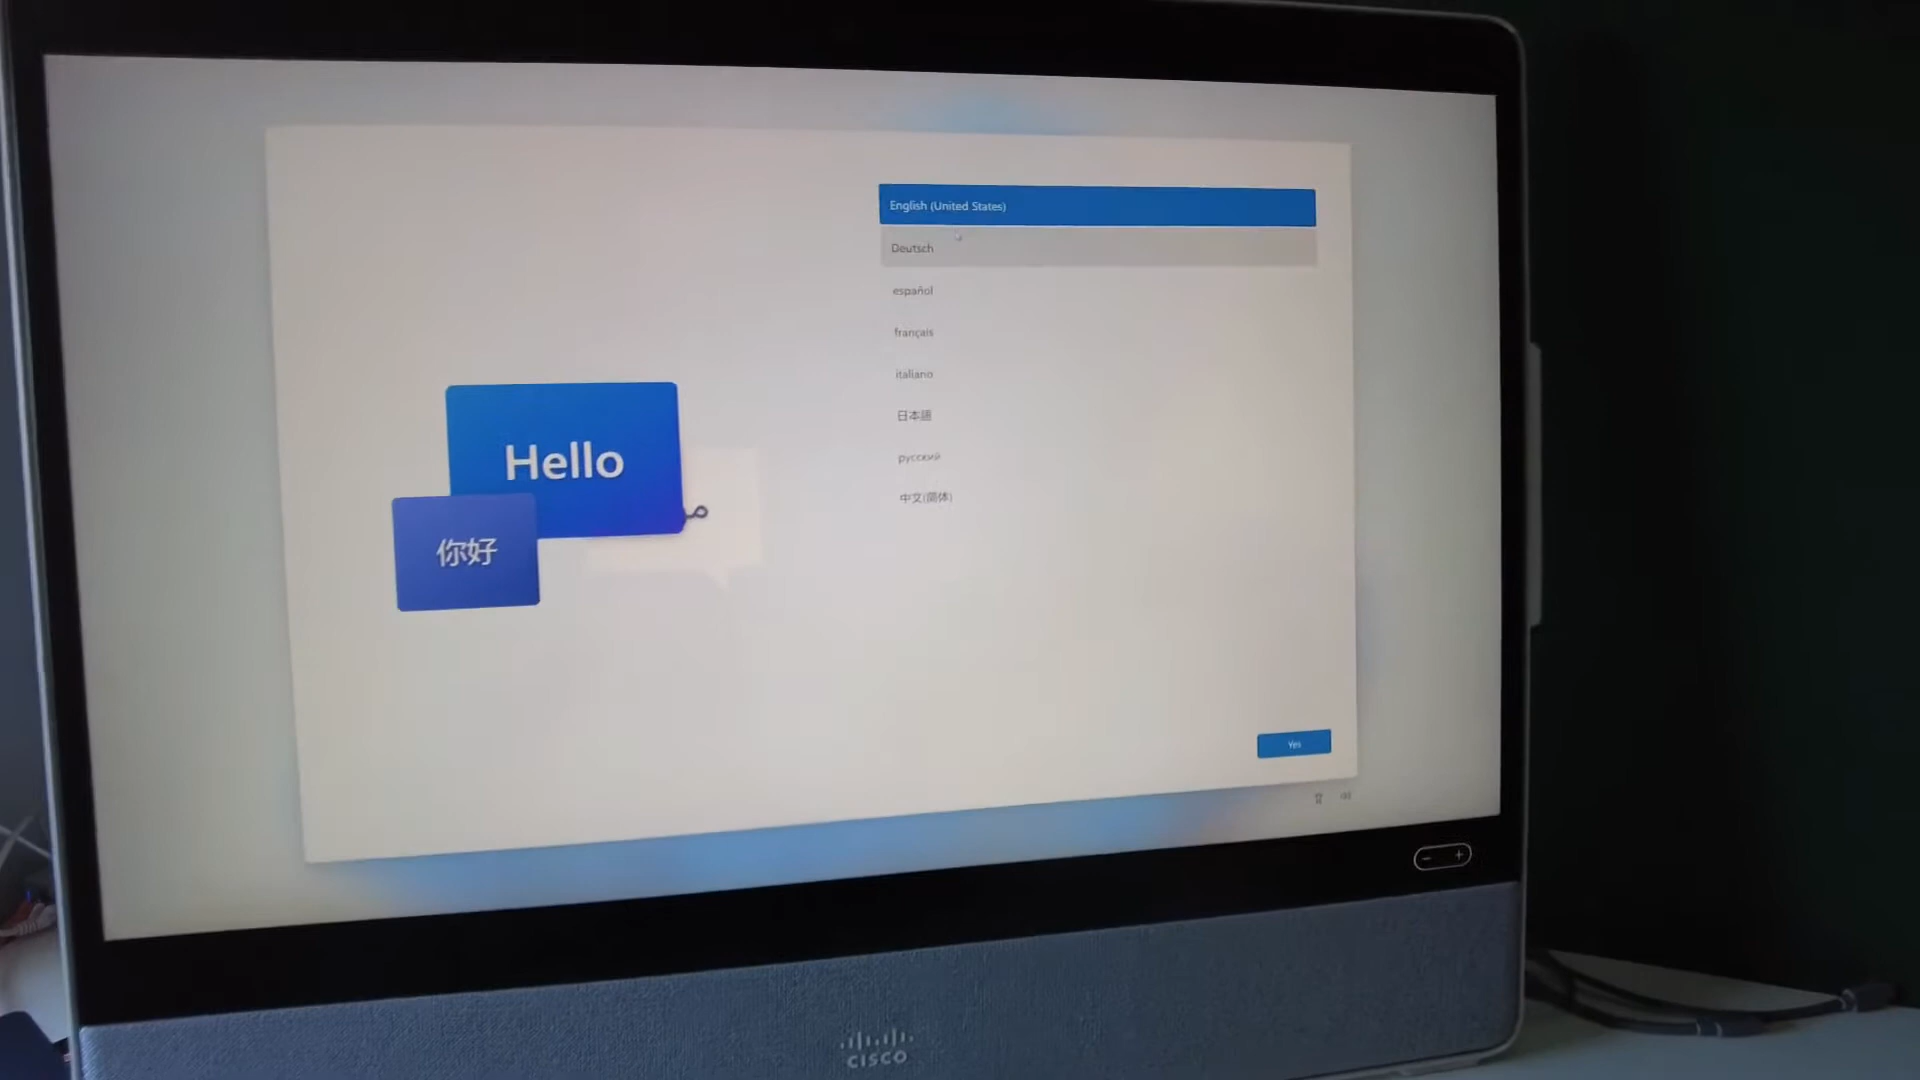 English (United States)
Deutsch
español
français
italiano
日本語
русский
中文(简体)
Hello
你好
Yes
CISCO